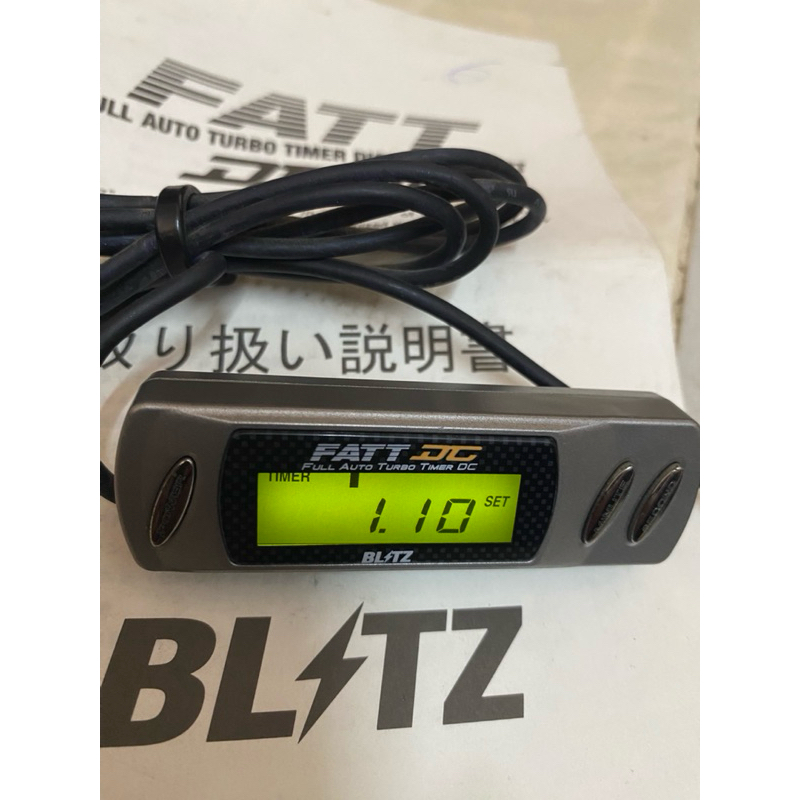 FATT
FULL AUTO TURBO TIMER
取り扱い説明書
FATT DC
FULL AUTO TURBO TIMER DC
TIMER
1.10 SET
BLITZ
BLITZ